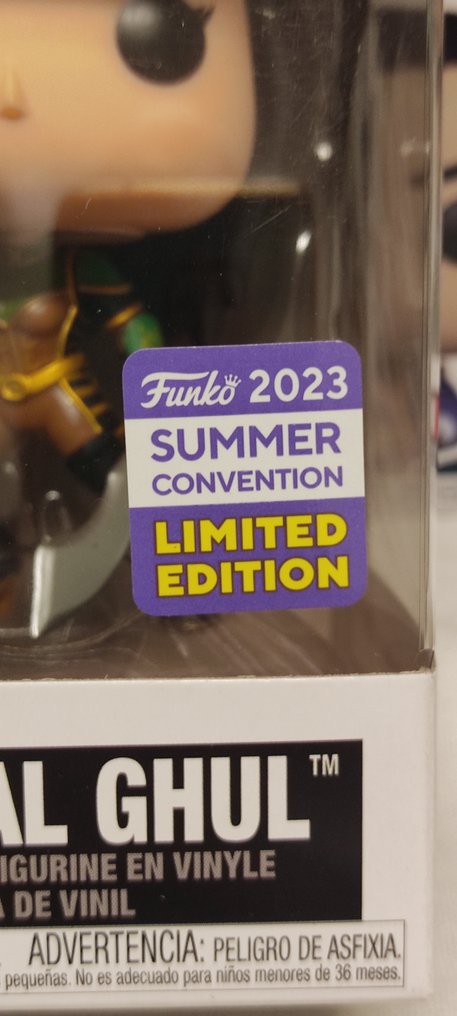 Funko 2023
SUMMER
CONVENTION
LIMITED
EDITION
AL GHUL™
FIGURINE EN VINYLE
DE VINIL
ADVERTENCIA: PELIGRO DE ASFIXIA.
pequeñas. No es adecuado para niños menores de 36 meses.